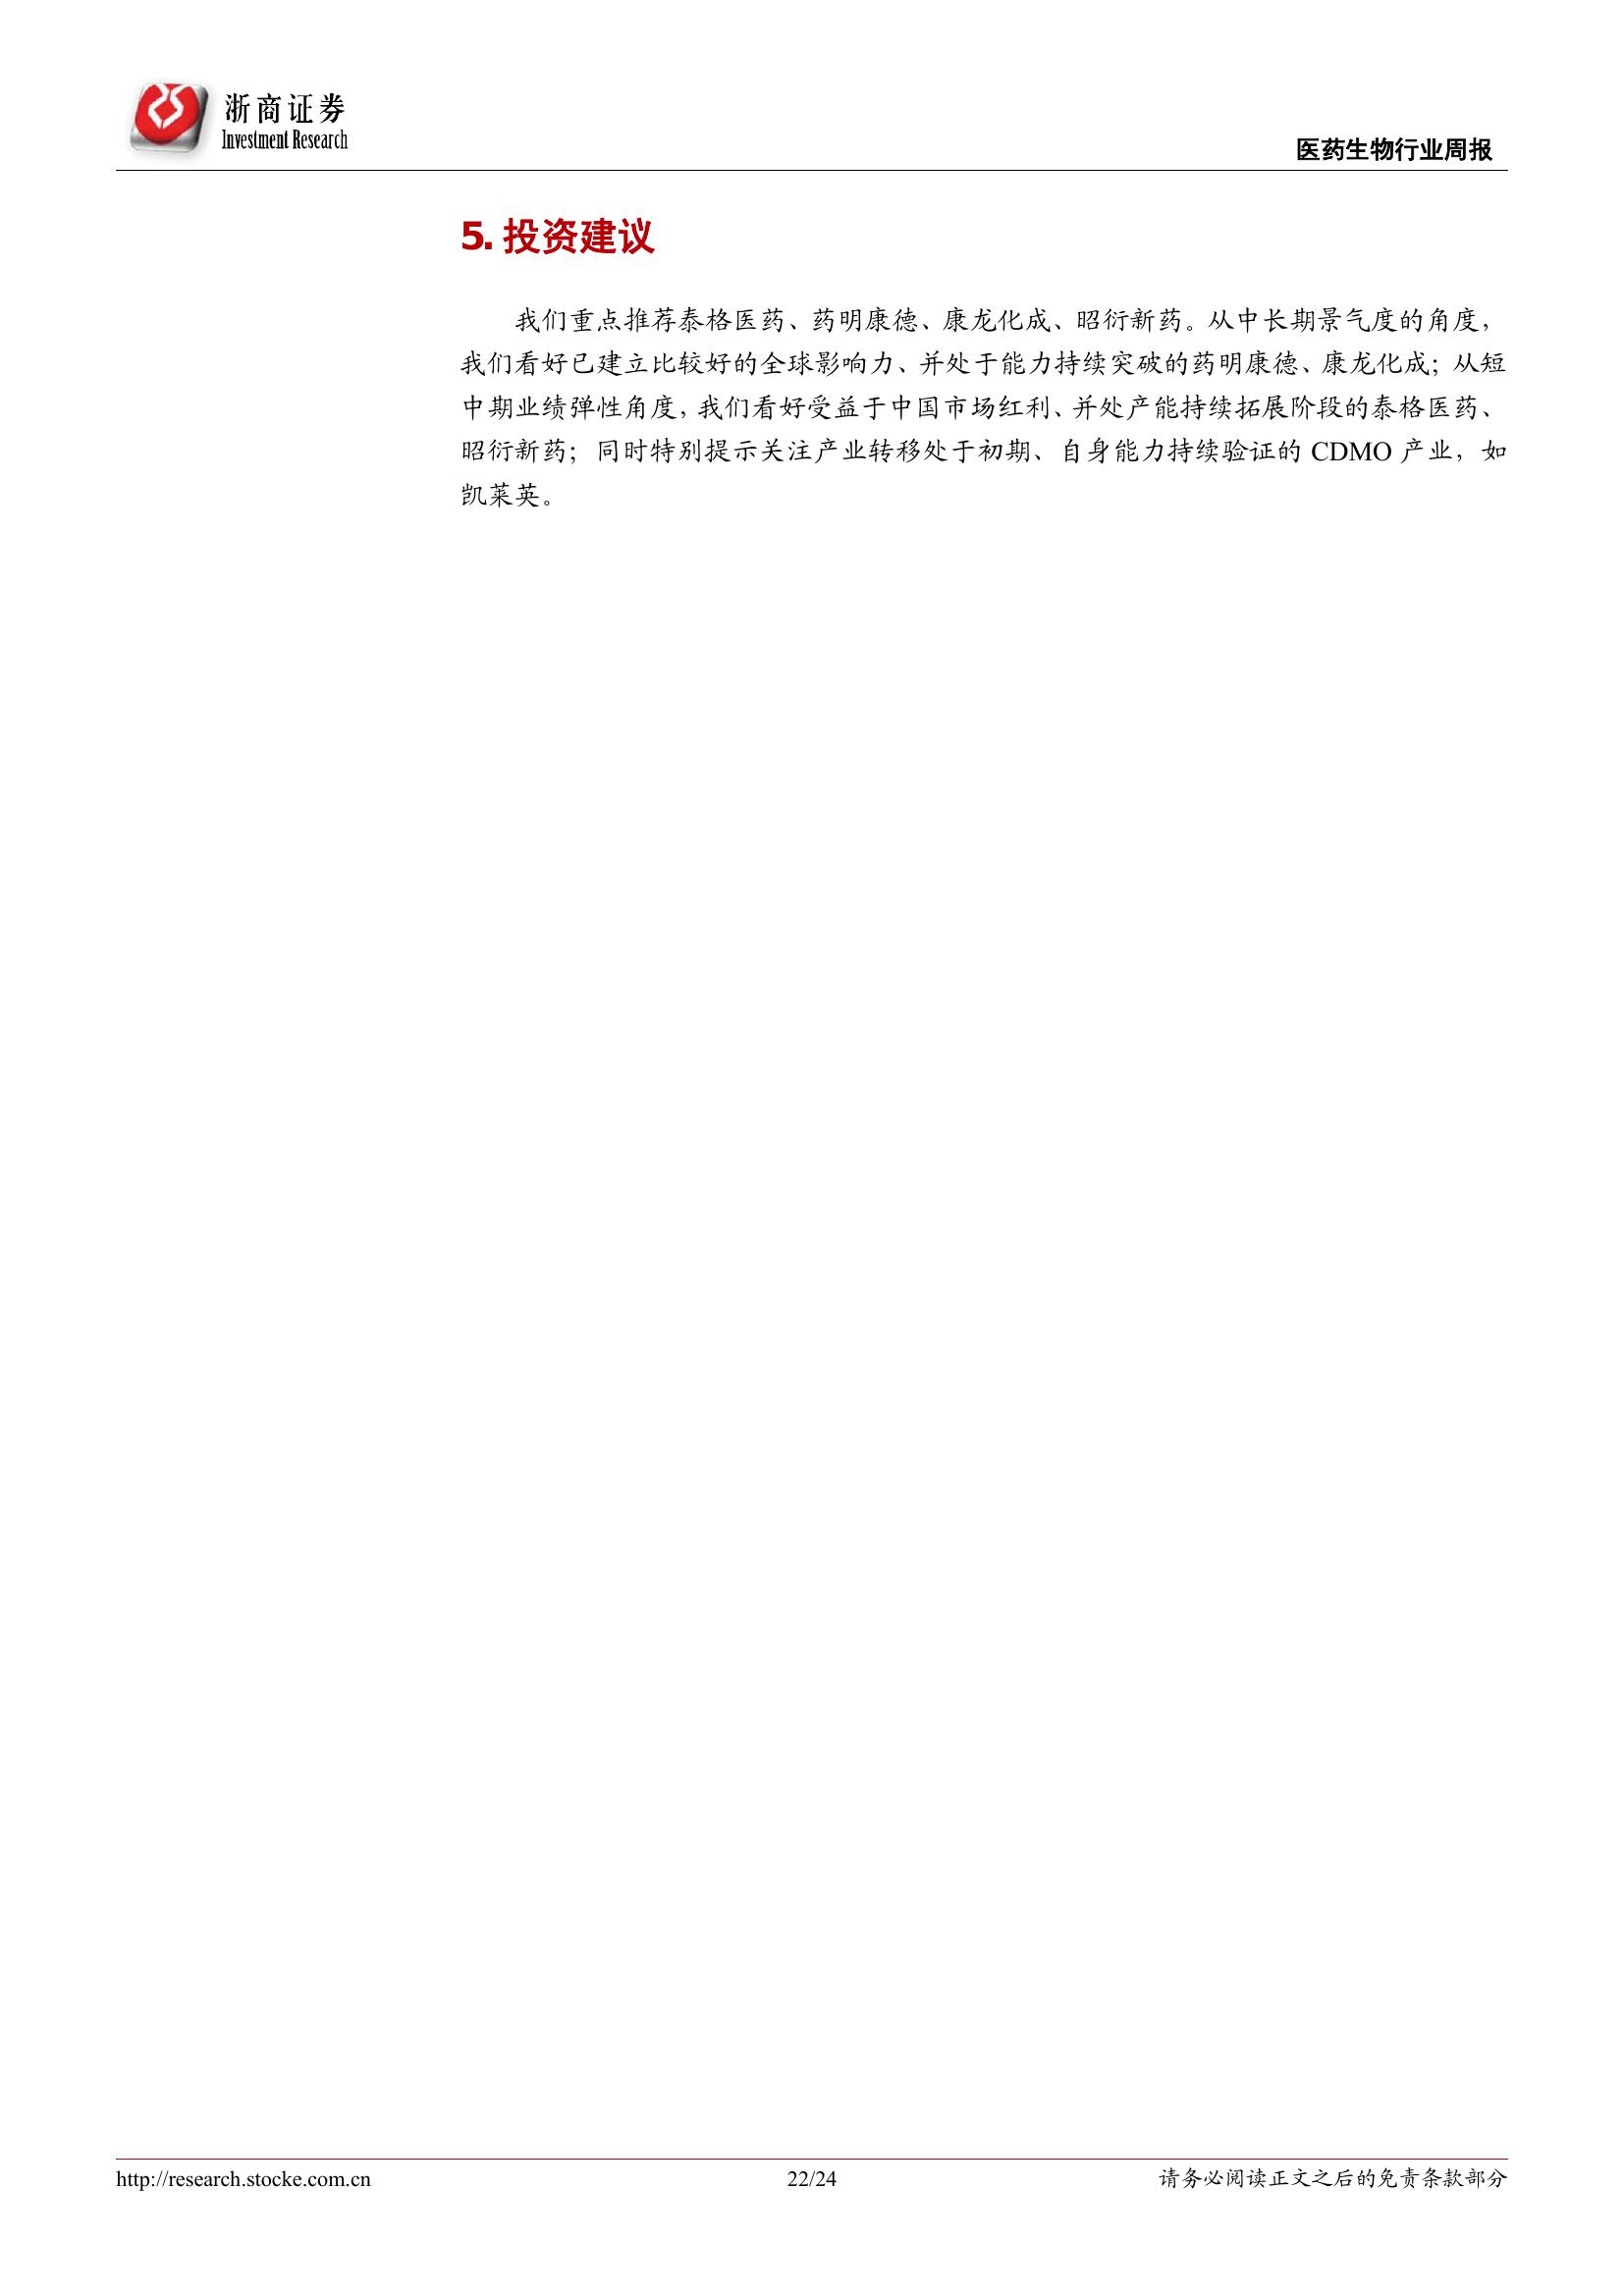 浙商证券
Investment Research
医药生物行业周报
5. 投资建议
我们重点推荐泰格医药、药明康德、康龙化成、昭衍新药。从中长期景气度的角度，
我们看好已建立比较好的全球影响力、并处于能力持续突破的药明康德、康龙化成；从短
中期业绩弹性角度，我们看好受益于中国市场红利、并处产能持续拓展阶段的泰格医药、
昭衍新药；同时特别提示关注产业转移处于初期、自身能力持续验证的 CDMO 产业，如
凯莱英。
http://research.stocke.com.cn
22/24
请务必阅读正文之后的免责条款部分